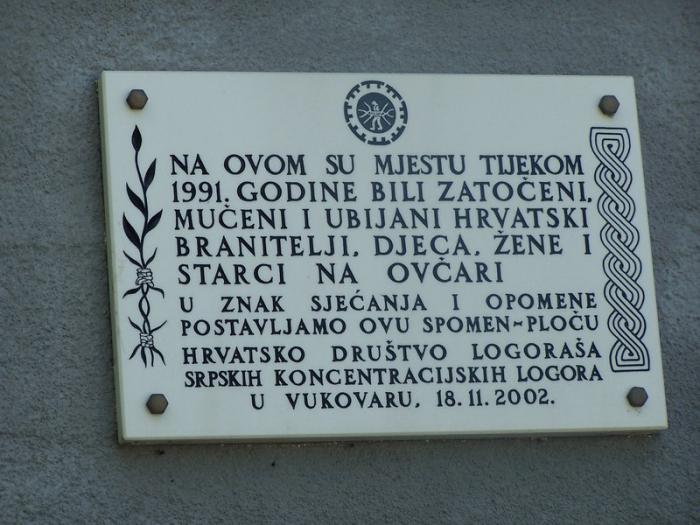 NA OVOM SU MJESTU TIJEKOM
1991. GODINE BILI ZATOČENI,
MUČENI I UBIJANI HRVATSKI
BRANITELJI, DJECA, ŽENE I
STARCI NA OVČARI
U ZNAK SJEĆANJA I OPOMENE
POSTAVLJAMO OVU SPOMEN-PLOČU
HRVATSKO DRUŠTVO LOGORAŠA
SRPSKIH KONCENTRACIJSKIH LOGORA
U VUKOVARU, 18.11.2002.